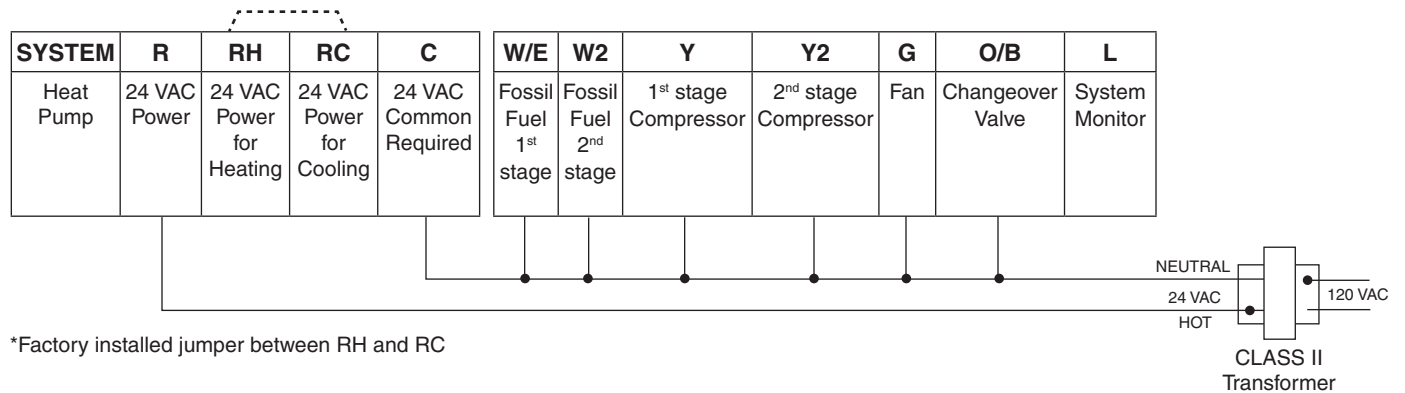 SYSTEM R RH RC C W/E W2 Y Y2 G O/B L
Heat Pump
24 VAC Power
24 VAC Power for Heating
24 VAC Power for Cooling
24 VAC Common Required
Fossil Fuel 1st stage
Fossil Fuel 2nd stage
1st stage Compressor
2nd stage Compressor
Fan
Changeover Valve
System Monitor
NEUTRAL
24 VAC
HOT
120 VAC
*Factory installed jumper between RH and RC
CLASS II
Transformer